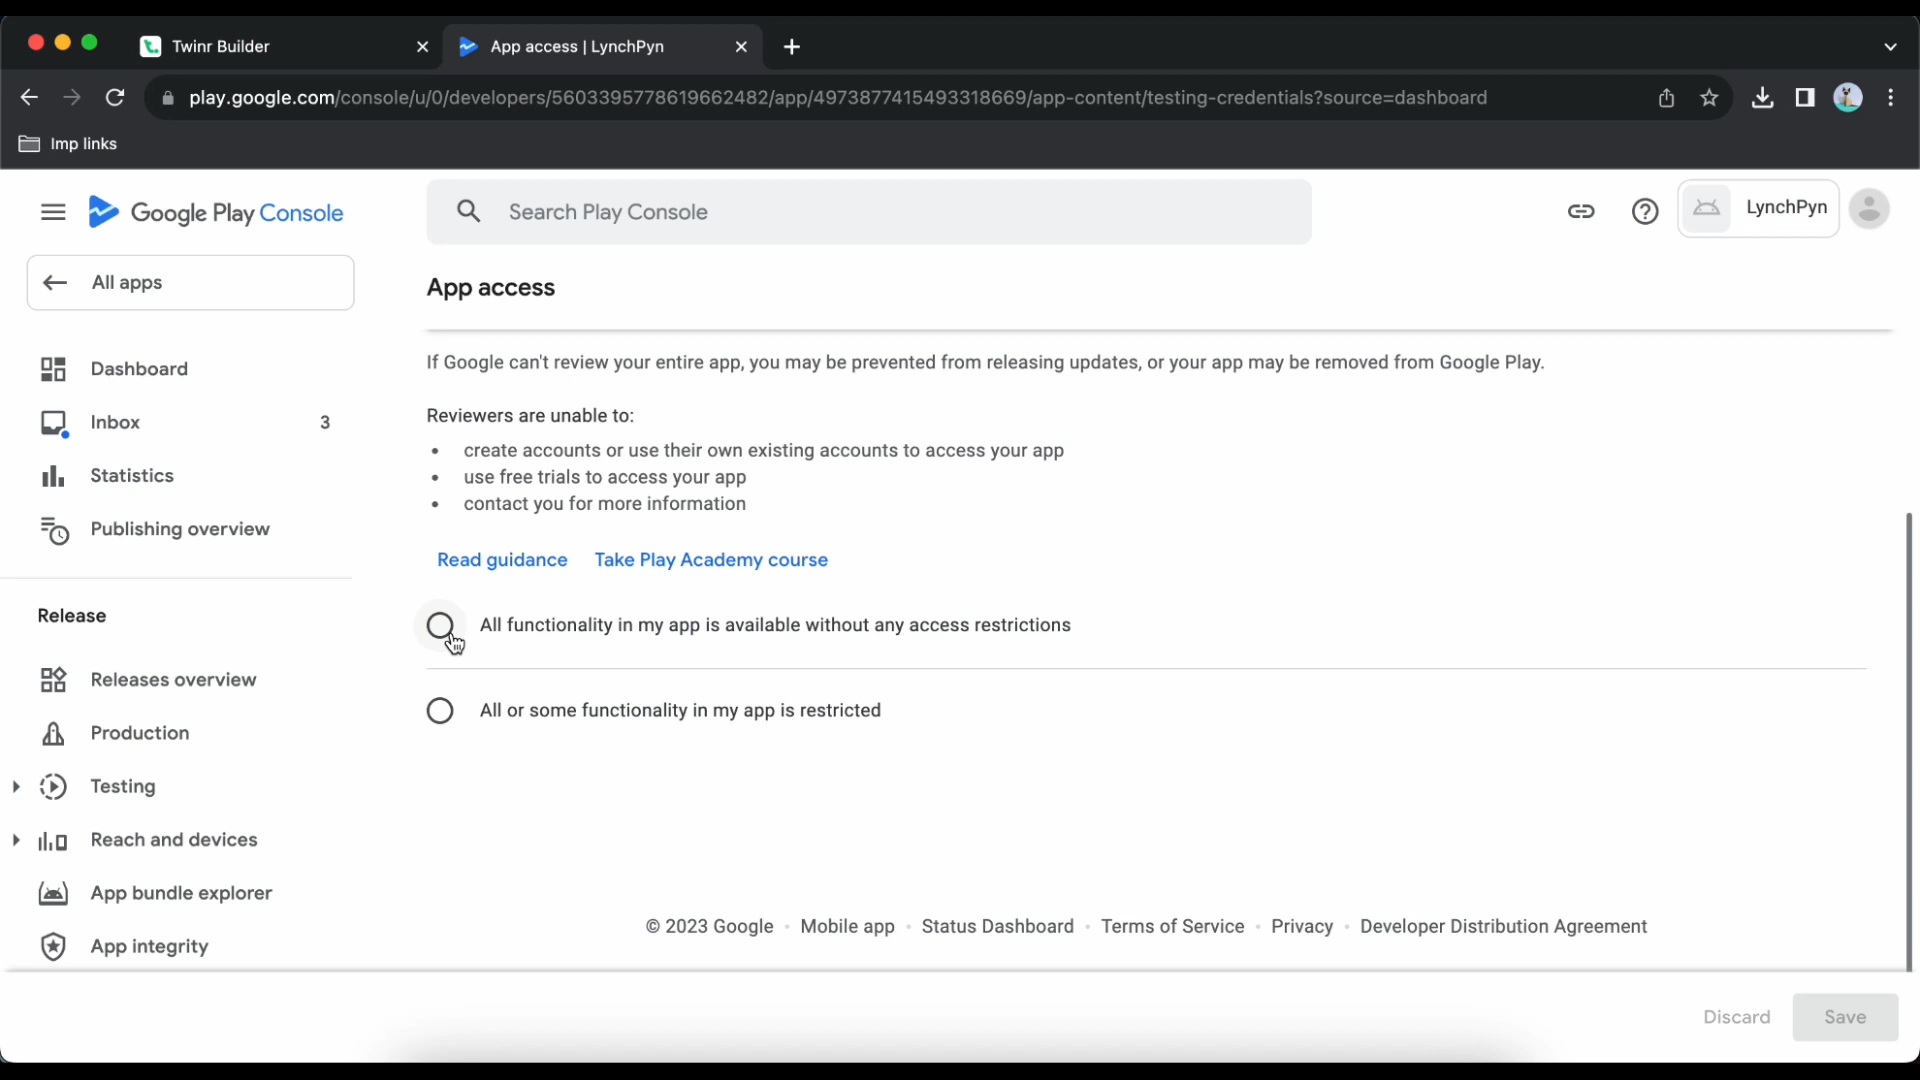 Twinr Builder
App access | LynchPyn
play.google.com/console/u/0/developers/5603395778619662482/app/4973877415493318669/app-content/testing-credentials?source=dashboard
Imp links
Google Play Console
Search Play Console
LynchPyn
All apps
App access
If Google can't review your entire app, you may be prevented from releasing updates, or your app may be removed from Google Play.
Dashboard
Reviewers are unable to:
Inbox 3
• create accounts or use their own existing accounts to access your app
Statistics
• use free trials to access your app
• contact you for more information
Publishing overview
Read guidance Take Play Academy course
Release
All functionality in my app is available without any access restrictions
Releases overview
All or some functionality in my app is restricted
Production
Testing
Reach and devices
App bundle explorer
© 2023 Google · Mobile app · Status Dashboard · Terms of Service · Privacy · Developer Distribution Agreement
App integrity
Discard Save